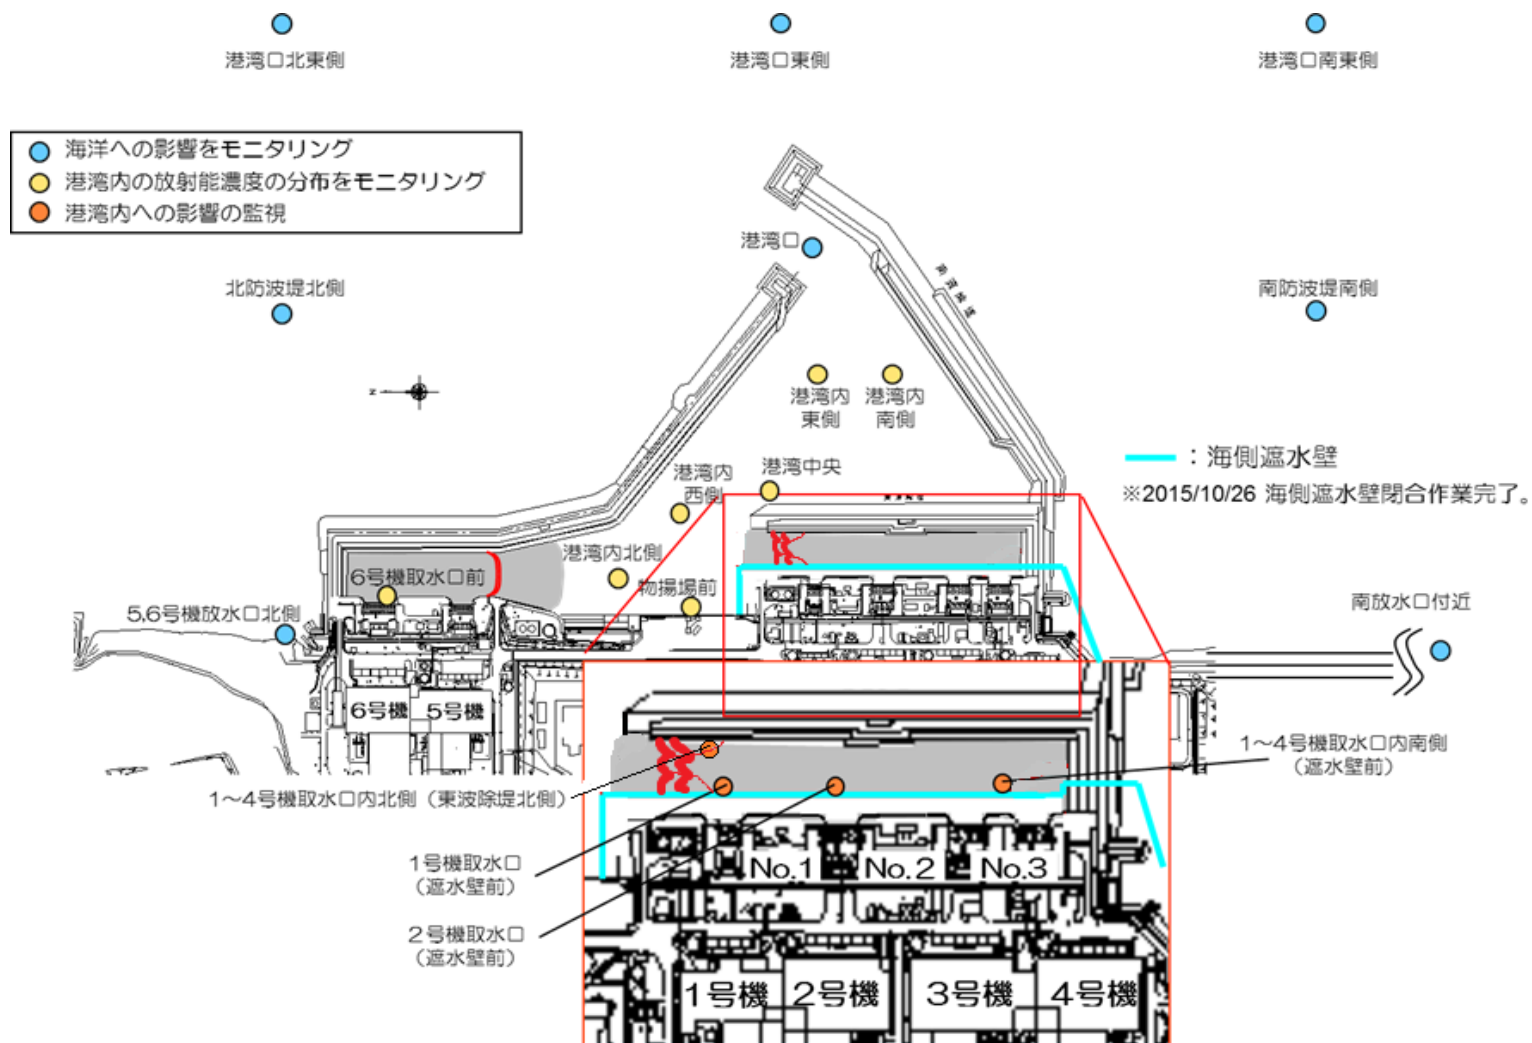 港湾口北東側
港湾口東側
港湾口南東側
海洋への影響をモニタリング
港湾内の放射能濃度の分布をモニタリング
港湾内への影響の監視
港湾口
北防波堤北側
南防波堤南側
N
港湾内
東側
港湾内
南側
:海側遮水壁
※2015/10/26 海側遮水壁閉合作業完了。
港湾内
西側
港湾中央
港湾内北側
物揚場前
6号機取水口前
5,6号機放水口北側
南放水口付近
6号機
5号機
1~4号機取水口内北側(東波除堤北側)
1~4号機取水口内南側
(遮水壁前)
1号機取水口
(遮水壁前)
2号機取水口
(遮水壁前)
No.1
No.2
No.3
1号機
2号機
3号機
4号機